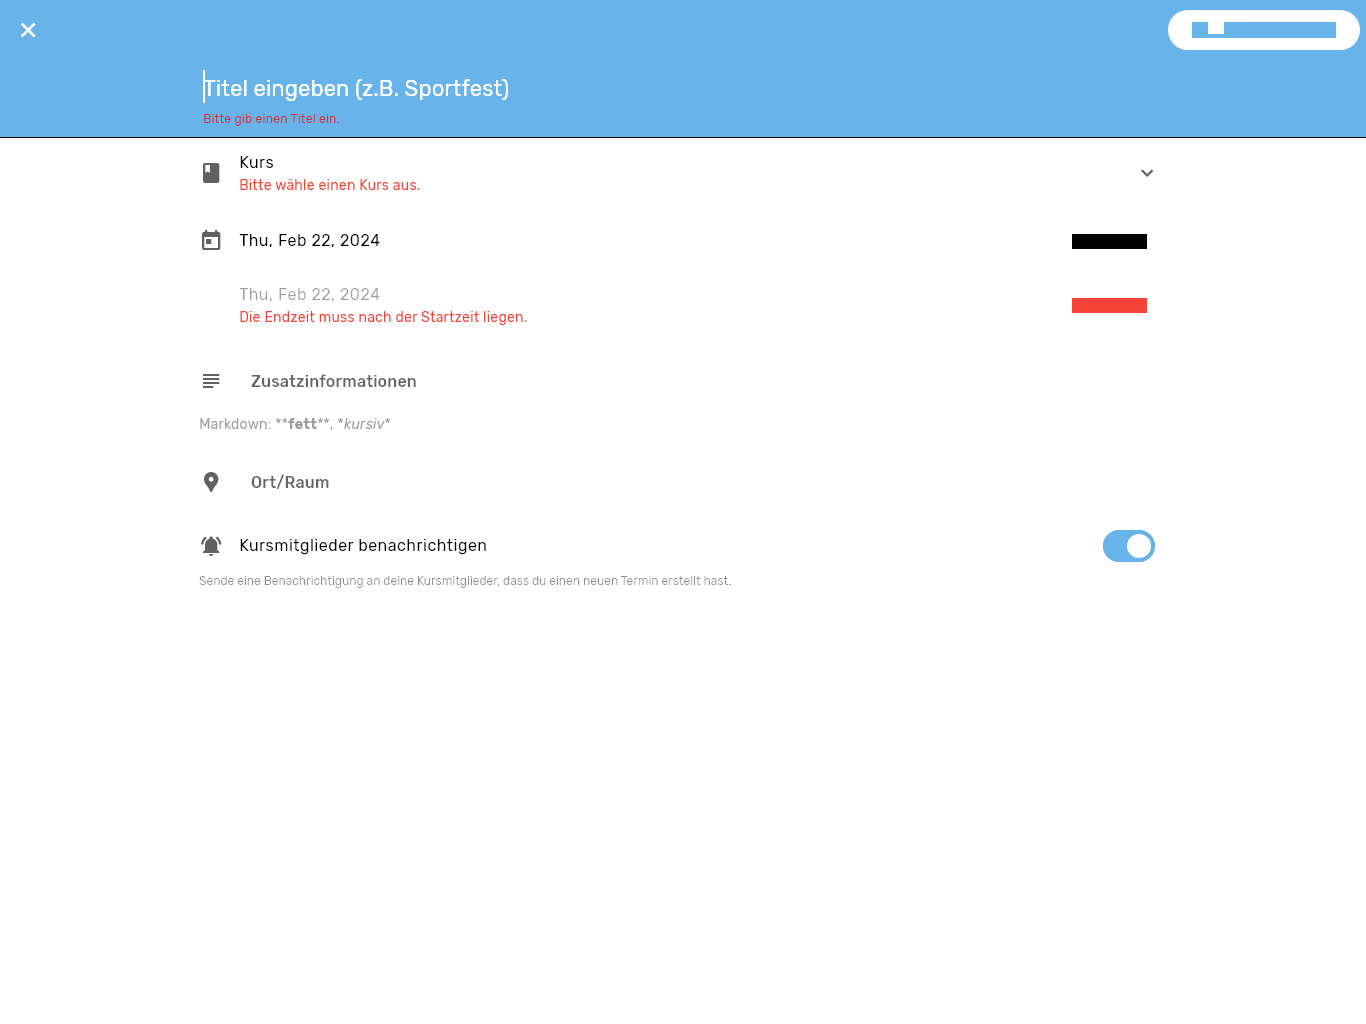 Titel eingeben (z.B. Sportfest)
Bitte gib einen Titel ein.
Kurs
Bitte wähle einen Kurs aus.
Thu, Feb 22, 2024
Thu, Feb 22, 2024
Die Endzeit muss nach der Startzeit liegen.
Zusatzinformationen
Markdown: **fett**, *kursiv*
Ort/Raum
Kursmitglieder benachrichtigen
Sende eine Benachrichtigung an deine Kursmitglieder, dass du einen neuen Termin erstellt hast.